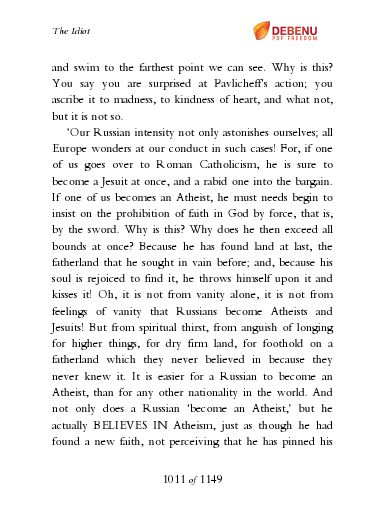 The Idiot
DEBENU
PDF FREEDOM
and swim to the farthest point we can see. Why is this?
You say you are surprised at Pavlicheff's action; you
ascribe it to madness, to kindness of heart, and what not,
but it is not so.
'Our Russian intensity not only astonishes ourselves; all
Europe wonders at our conduct in such cases! For, if one
of us goes over to Roman Catholicism, he is sure to
become a Jesuit at once, and a rabid one into the bargain.
If one of us becomes an Atheist, he must needs begin to
insist on the prohibition of faith in God by force, that is,
by the sword. Why is this? Why does he then exceed all
bounds at once? Because he has found land at last, the
fatherland that he sought in vain before; and, because his
soul is rejoiced to find it, he throws himself upon it and
kisses it! Oh, it is not from vanity alone, it is not from
feelings of vanity that Russians become Atheists and
Jesuits! But from spiritual thirst, from anguish of longing
for higher things, for dry firm land, for foothold on a
fatherland which they never believed in because they
never knew it. It is easier for a Russian to become an
Atheist, than for any other nationality in the world. And
not only does a Russian 'become an Atheist,' but he
actually BELIEVES IN Atheism, just as though he had
found a new faith, not perceiving that he has pinned his
1011 of 1149